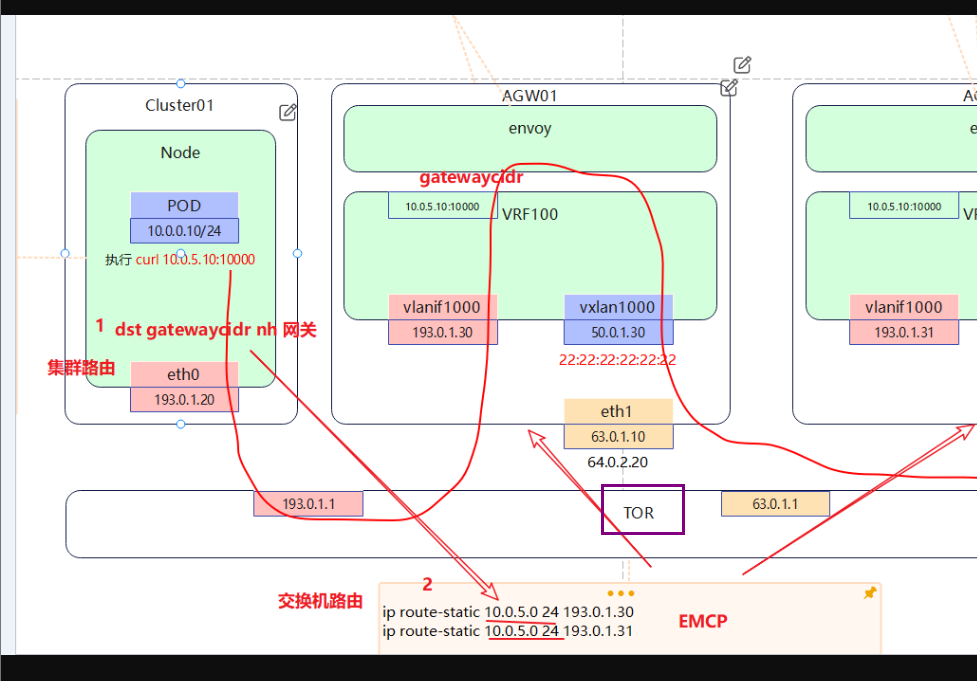 Cluster01
Node
POD
10.0.0.10/24
执行 curl 10.0.5.10:10000
1 dst gatewaycidr nh 网关
集群路由
eth0
193.0.1.20
AGW01
envoy
gatewaycidr
10.0.5.10:10000
VRF100
vlanif1000
193.0.1.30
vxlan1000
50.0.1.30
22:22:22:22:22:22
eth1
63.0.1.10
64.0.2.20
10.0.5.10:10000
vlanif1000
193.0.1.31
193.0.1.1
TOR
63.0.1.1
交换机路由
2
ip route-static 10.0.5.0 24 193.0.1.30
ip route-static 10.0.5.0 24 193.0.1.31
EMCP